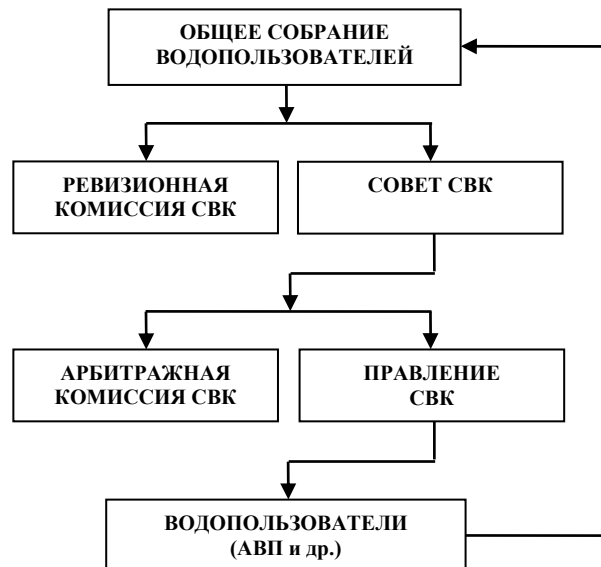 ОБЩЕЕ СОБРАНИЕ
ВОДОПОЛЬЗОВАТЕЛЕЙ
РЕВИЗИОННАЯ
КОМИССИЯ СВК
СОВЕТ СВК
АРБИТРАЖНАЯ
КОМИССИЯ СВК
ПРАВЛЕНИЕ
СВК
ВОДОПОЛЬЗОВАТЕЛИ
(АВП и др.)